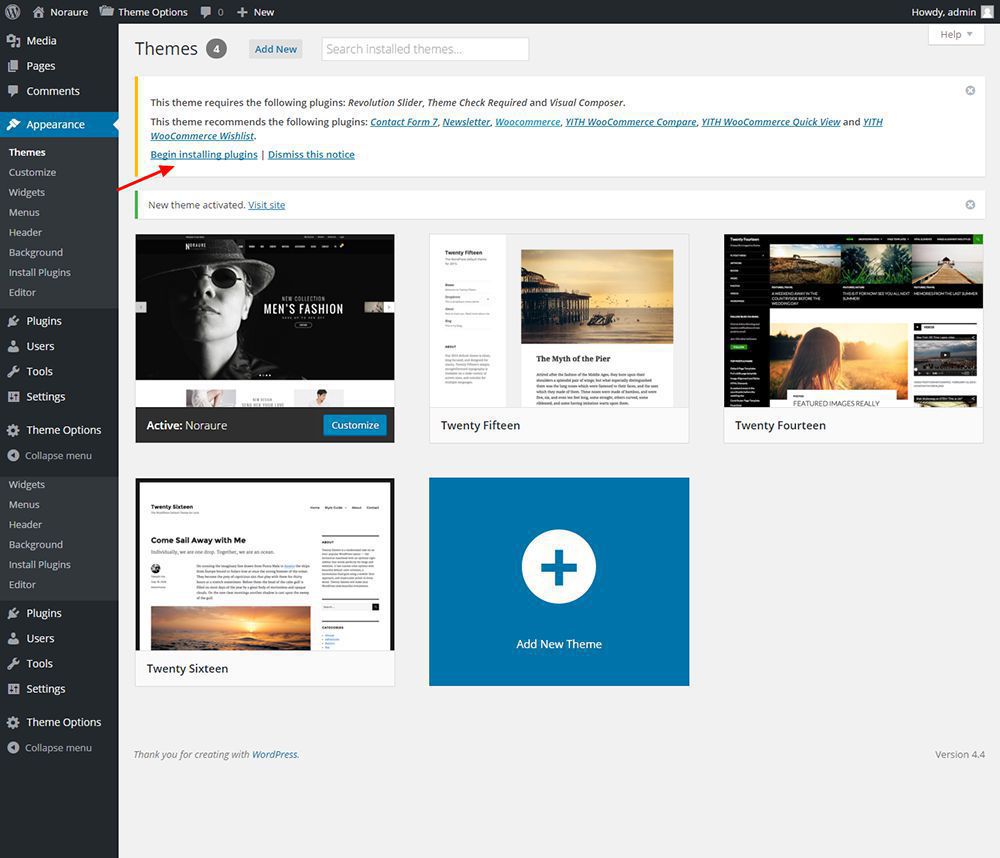 Noraure Theme Options 0 New Howdy, admin
Media
Pages
Comments
Appearance
Themes
Customize
Widgets
Menus
Header
Background
Install Plugins
Editor
Plugins
Users
Tools
Settings
Theme Options
Collapse menu
Widgets
Menus
Header
Background
Install Plugins
Editor
Plugins
Users
Tools
Settings
Theme Options
Collapse menu
Help
Themes 4 Add New Search installed themes...
This theme requires the following plugins: Revolution Slider, Theme Check Required and Visual Composer.
This theme recommends the following plugins: Contact Form 7, Newsletter, Woocommerce, YITH WooCommerce Compare, YITH WooCommerce Quick View and YITH
WooCommerce Wishlist.
Begin installing plugins | Dismiss this notice
New theme activated. Visit site
NORAURE
NEW COLLECTION
MEN'S FASHION
NEW DESIGN
SEND NEW YOUR LOVE
Active: Noraure Customize
Twenty Fifteen
The Myth of the Pier
Twenty Fifteen
Twenty Fourteen
FEATURED IMAGES REALLY
Twenty Fourteen
Twenty Sixteen
Come Sail Away with Me
Individually, we are one drop. Together, we are an ocean.
ABOUT
CATEGORIES
Twenty Sixteen
Add New Theme
Thank you for creating with WordPress. Version 4.4